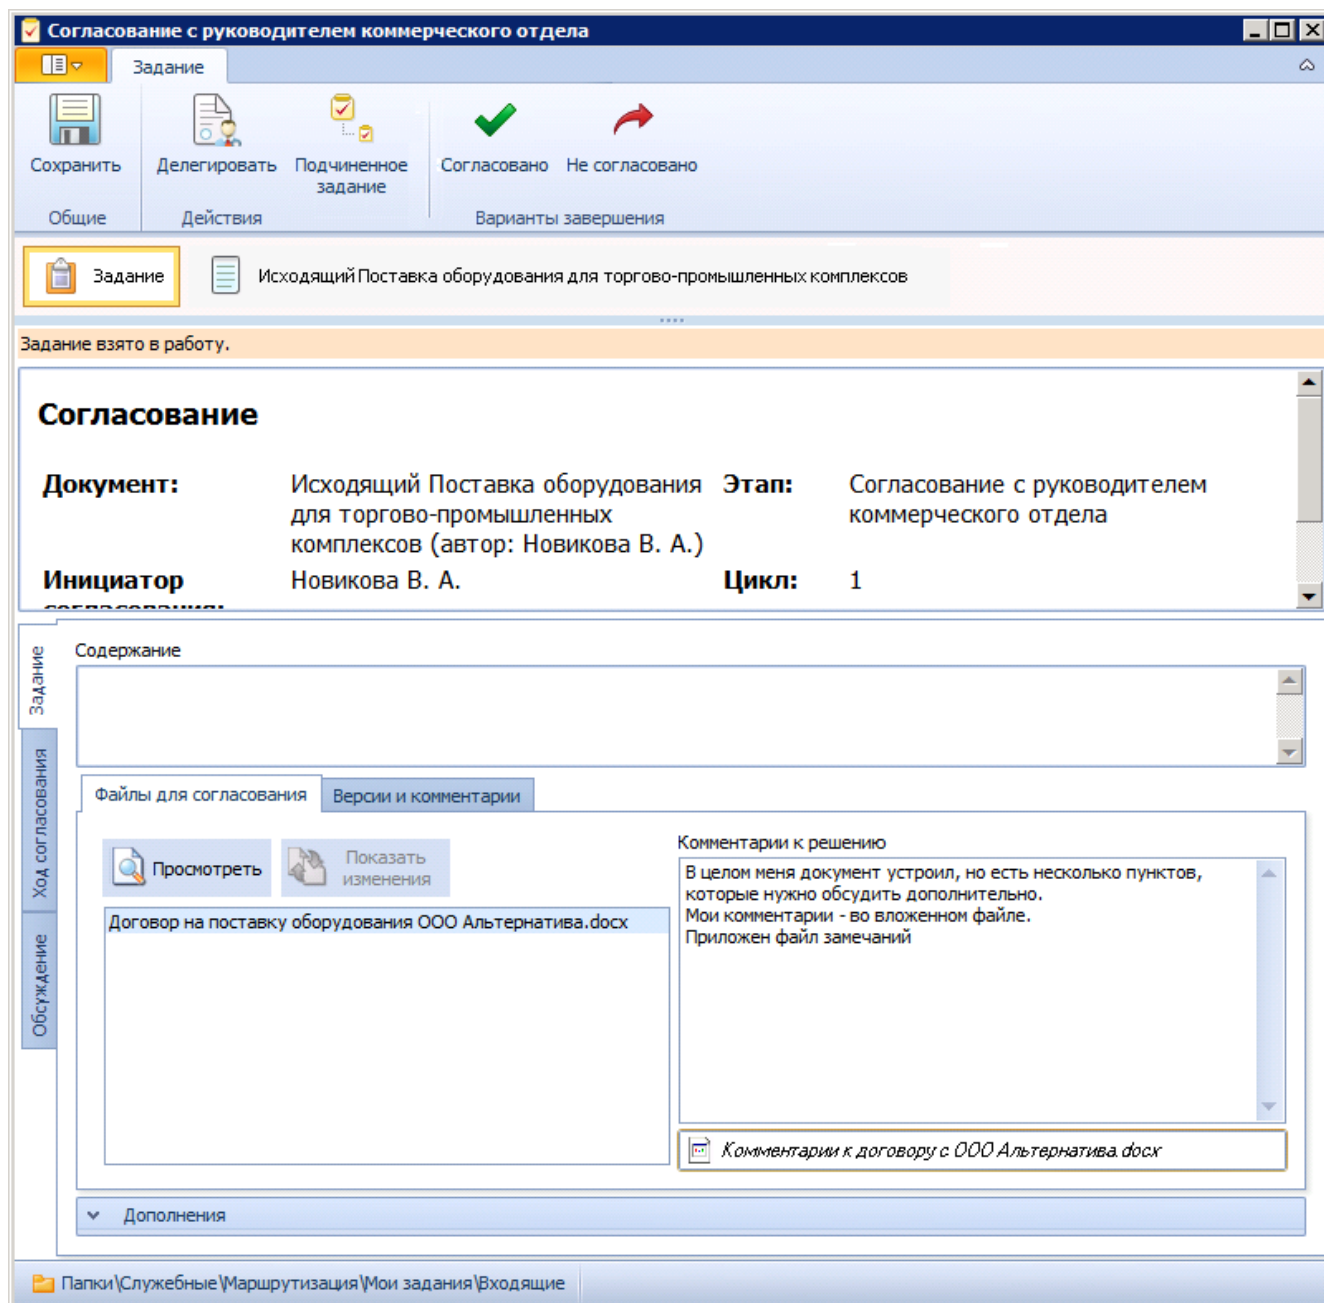 Согласование с руководителем коммерческого отдела
Задание
Сохранить
Делегировать
Подчиненное
задание
Согласовано
Не согласовано
Общие
Действия
Варианты завершения
Задание
Исходящий Поставка оборудования для торгово-промышленных комплексов
Задание взято в работу.
Согласование
Документ:
Исходящий Поставка оборудования
для торгово-промышленных
комплексов (автор: Новикова В. А.)
Этап:
Согласование с руководителем
коммерческого отдела
Инициатор
согласования:
Новикова В. А.
Цикл:
1
Задание
Ход согласования
Обсуждение
Содержание
Файлы для согласования
Версии и комментарии
Просмотреть
Показать
изменения
Договор на поставку оборудования ООО Альтернатива.docx
Комментарии к решению
В целом меня документ устроил, но есть несколько пунктов,
которые нужно обсудить дополнительно.
Мои комментарии - во вложенном файле.
Приложен файл замечаний
Комментарии к договору с ООО Альтернатива.docx
Дополнения
Папки\Служебные\Маршрутизация\Мои задания\Входящие